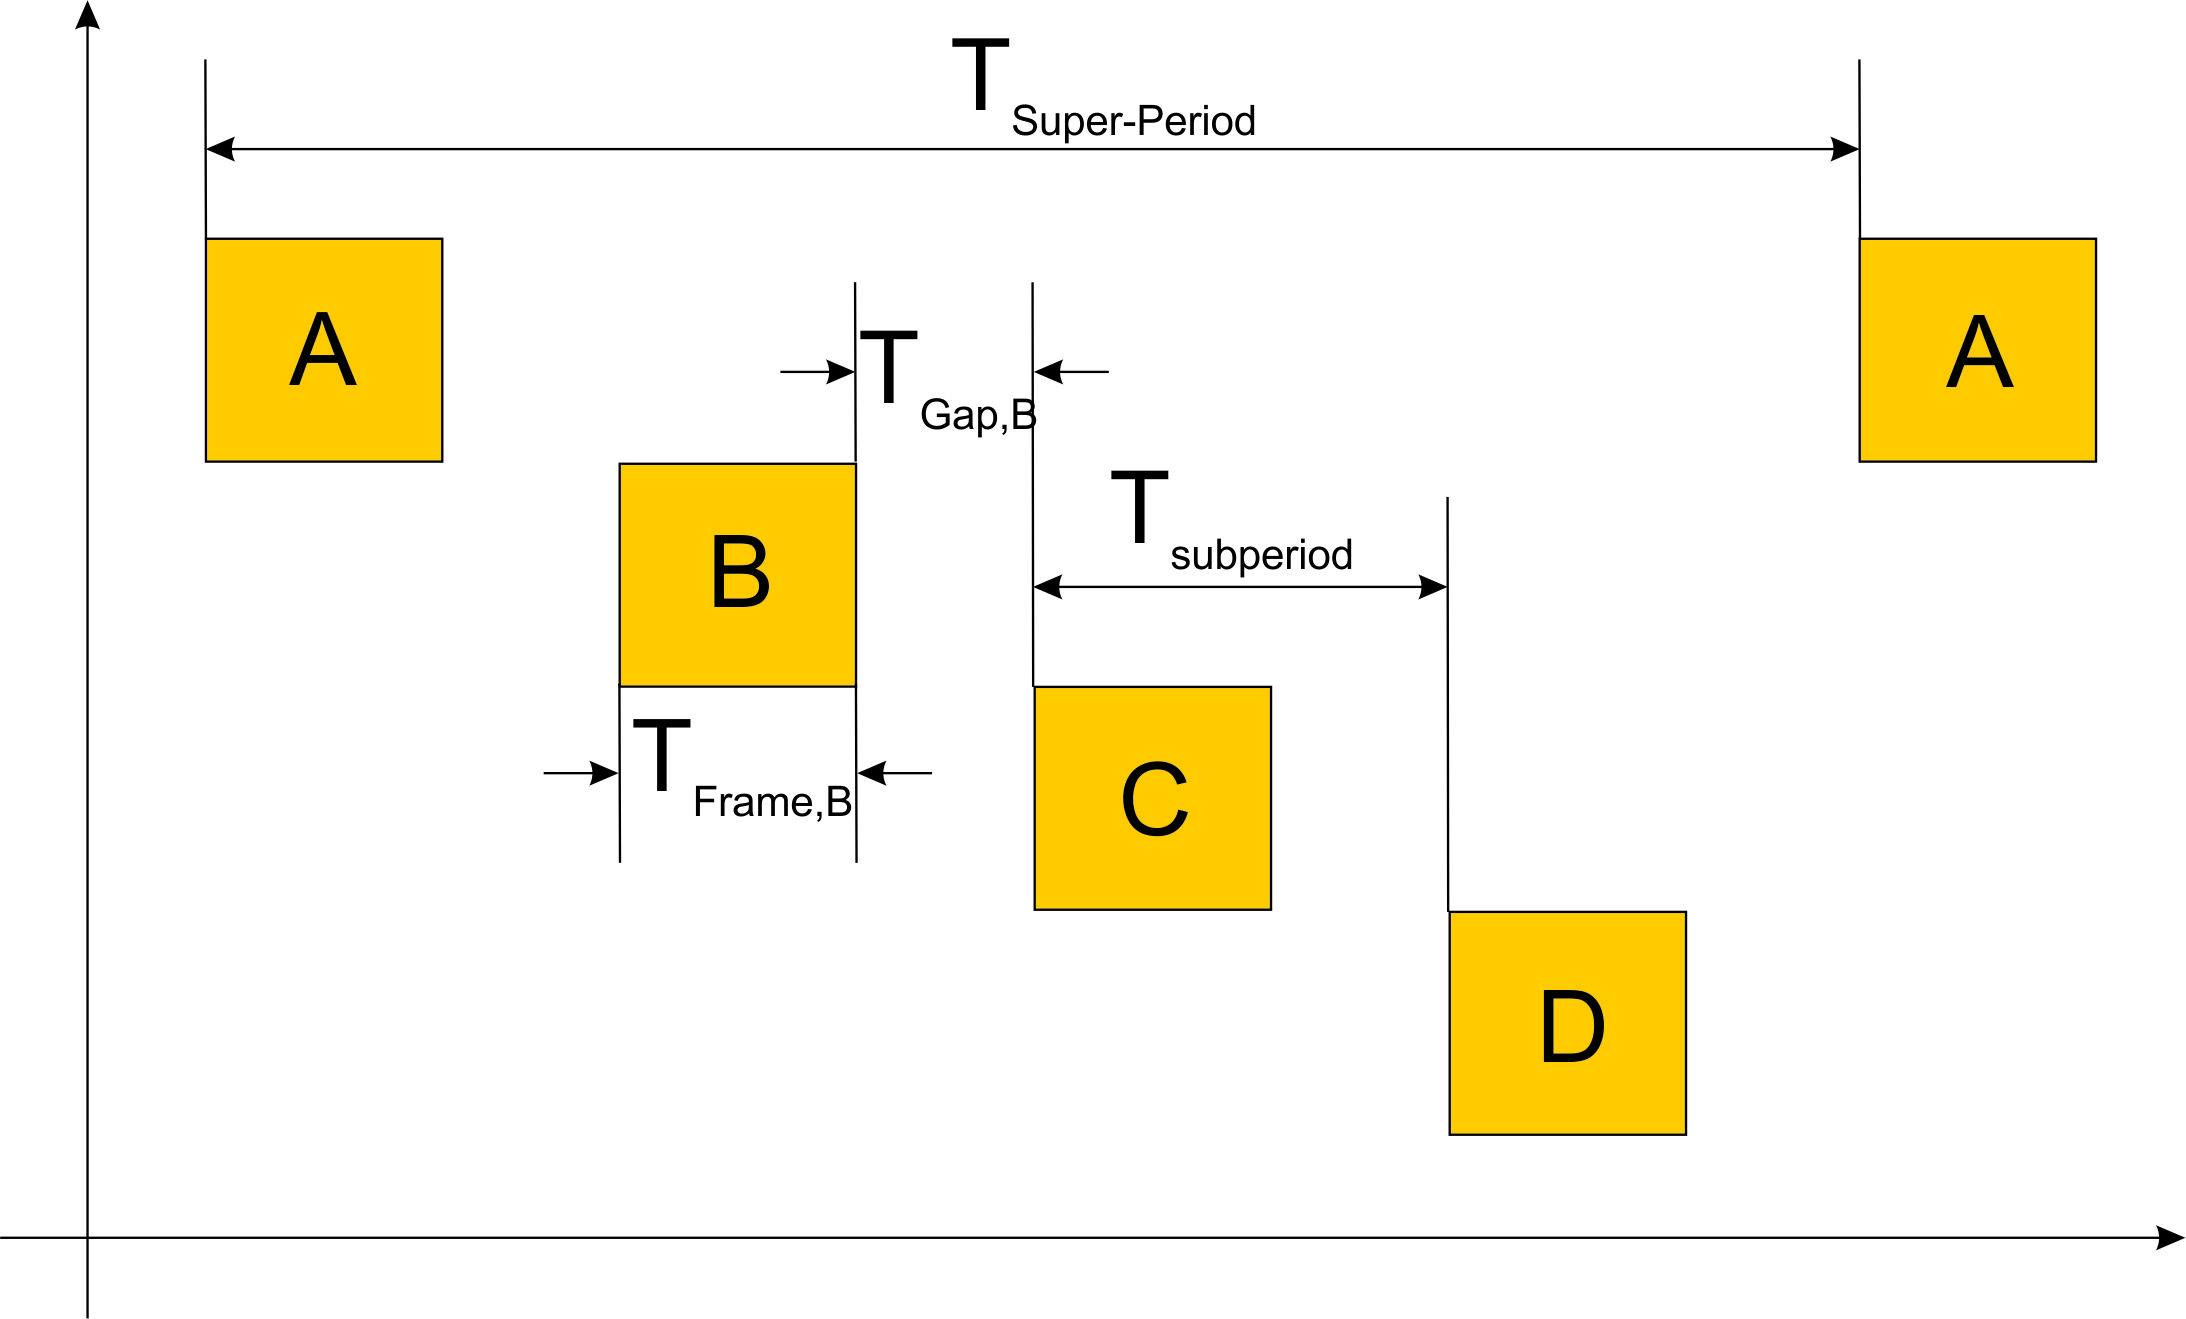 T Super-Period
A
A
T Gap,B
T subperiod
B
T Frame,B
C
D